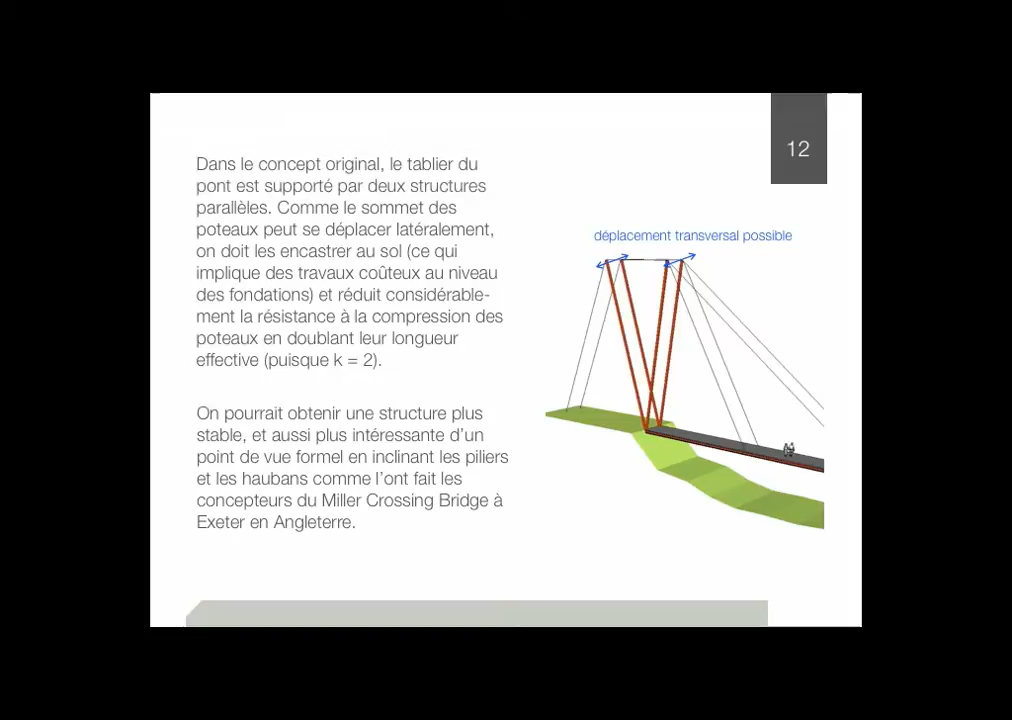 12
Dans le concept original, le tablier du
pont est supporté par deux structures
parallèles. Comme le sommet des
poteaux peut se déplacer latéralement,
on doit les encastrer au sol (ce qui
implique des travaux coûteux au niveau
des fondations) et réduit considérable-
ment la résistance à la compression des
poteaux en doublant leur longueur
effective (puisque k = 2).
On pourrait obtenir une structure plus
stable, et aussi plus intéressante d'un
point de vue formel en inclinant les piliers
et les haubans comme l'ont fait les
concepteurs du Miller Crossing Bridge à
Exeter en Angleterre.
déplacement transversal possible